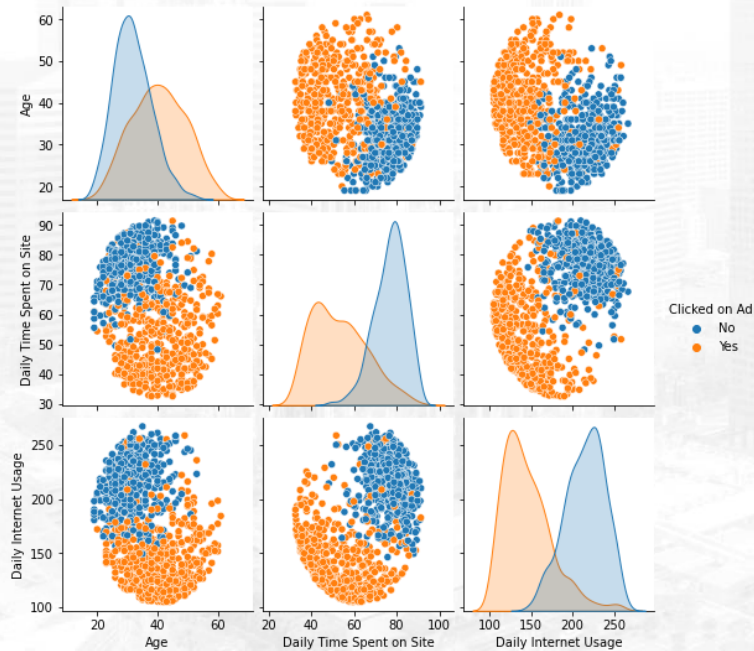 Age
60
50
40
30
20
Daily Time Spent on Site
90
80
70
60
50
40
30
Clicked on Ad
No
Yes
Daily Internet Usage
250
200
150
100
20 40 60
20 40 60 80 100
100 150 200 250
Age
Daily Time Spent on Site
Daily Internet Usage